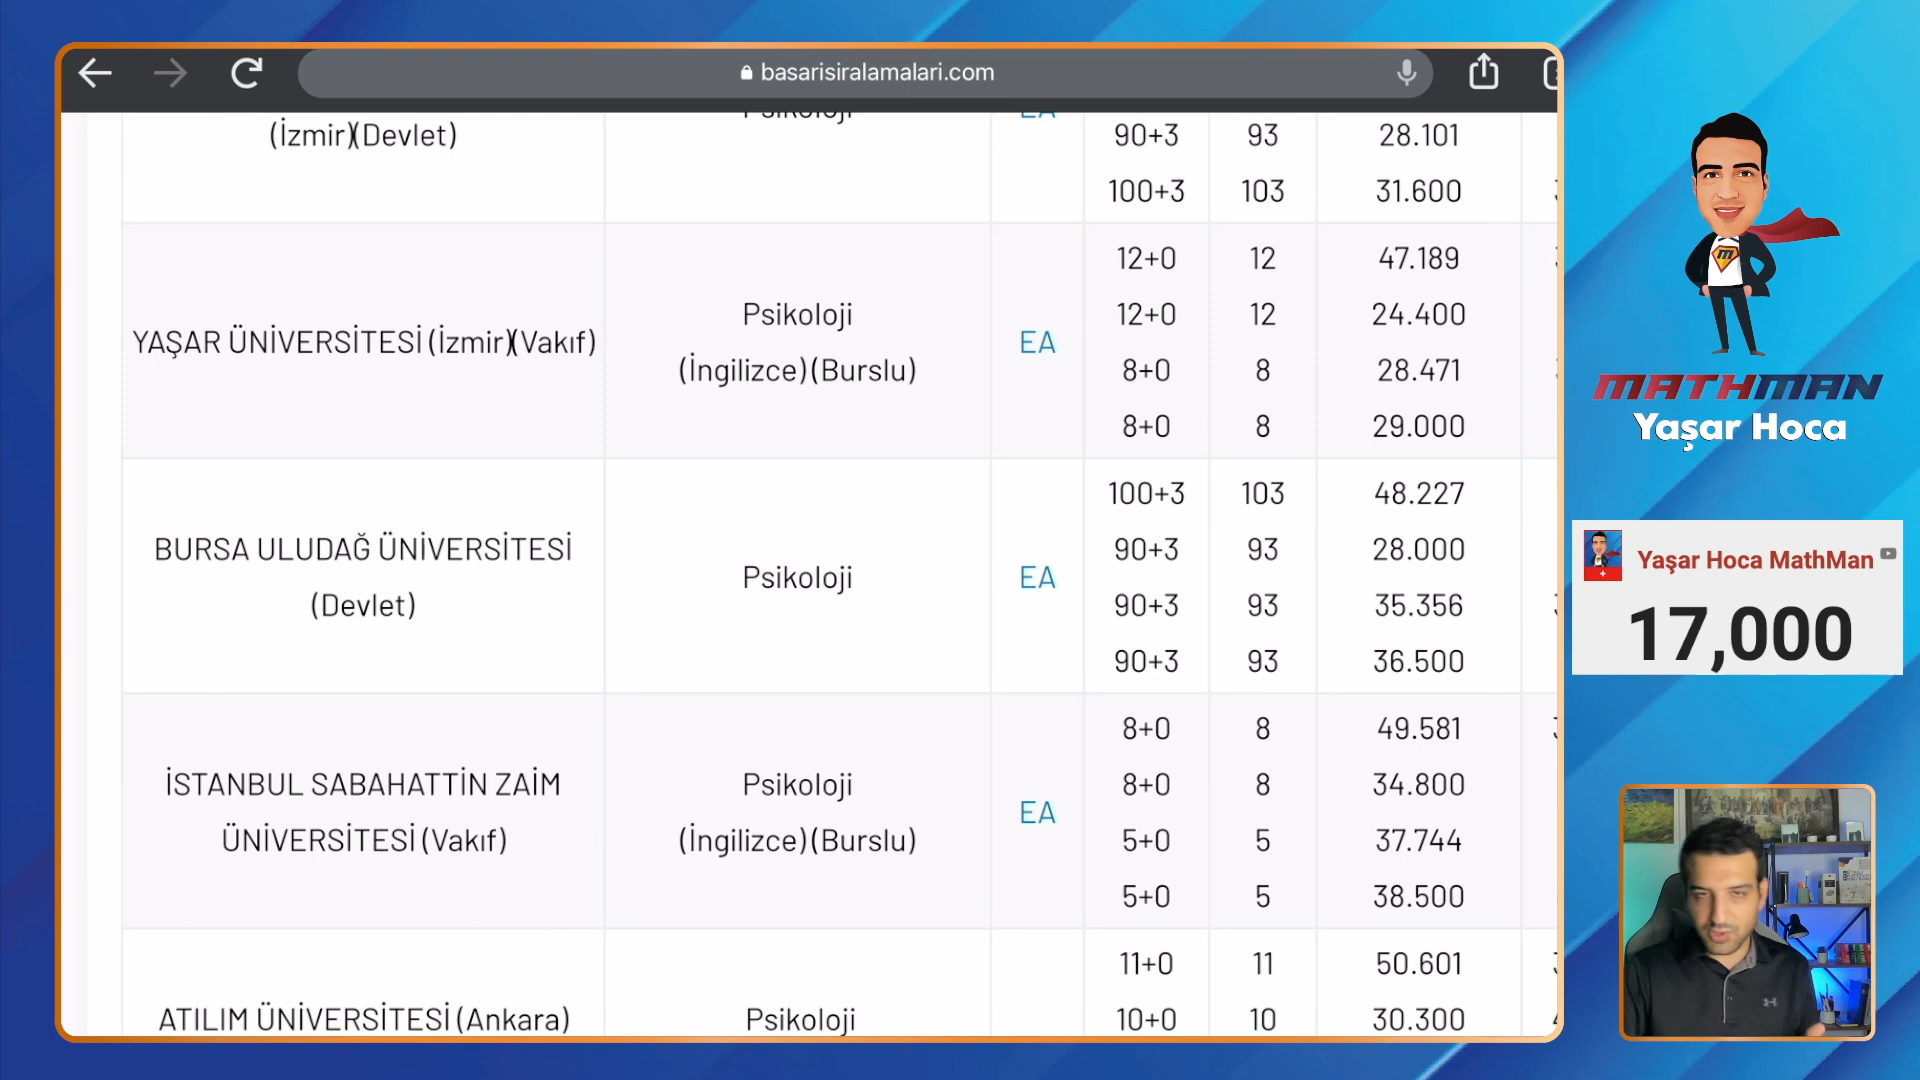 basarisiralamalari.com
(İzmir)(Devlet)
Psikoloji
EA
90+3 93 28.101
100+3 103 31.600
YAŞAR ÜNİVERSİTESİ (İzmir)(Vakıf)
Psikoloji
(İngilizce) (Burslu)
EA
12+0 12 47.189
12+0 12 24.400
8+0 8 28.471
8+0 8 29.000
BURSA ULUDAĞ ÜNİVERSİTESİ
(Devlet)
Psikoloji
EA
100+3 103 48.227
90+3 93 28.000
90+3 93 35.356
90+3 93 36.500
İSTANBUL SABAHATTİN ZAİM
ÜNİVERSİTESİ (Vakıf)
Psikoloji
(İngilizce) (Burslu)
EA
8+0 8 49.581
8+0 8 34.800
5+0 5 37.744
5+0 5 38.500
ATILIM ÜNİVERSİTESİ (Ankara)
Psikoloji
11+0 11 50.601
10+0 10 30.300
m
MATHMAN
Yaşar Hoca
Yaşar Hoca MathMan
17,000